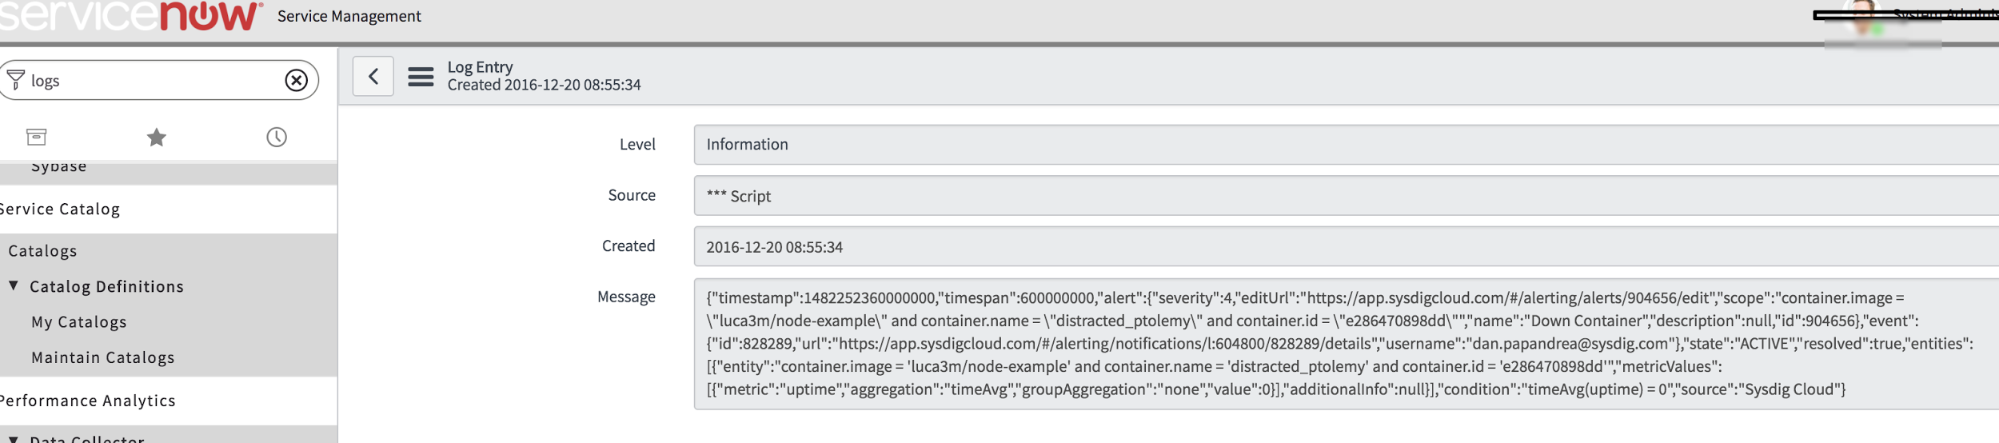 servicenow Service Management
logs
Sybase
Service Catalog
Catalogs
Catalog Definitions
My Catalogs
Maintain Catalogs
Performance Analytics
Data Collector
Log Entry
Created 2016-12-20 08:55:34
Level Information
Source *** Script
Created 2016-12-20 08:55:34
Message {"timestamp":1482252360000000,"timespan":600000000,"alert":{"severity":4,"editUrl":"https://app.sysdigcloud.com/#/alerting/alerts/904656/edit","scope":"container.image =
\"luca3m/node-example\" and container.name = \"distracted_ptolemy\" and container.id = \"e286470898dd\"","name":"Down Container","description":null,"id":904656},"event":
{"id":828289,"url":"https://app.sysdigcloud.com/#/alerting/notifications/l:604800/828289/details","username":"dan.papandrea@sysdig.com"},"state":"ACTIVE","resolved":true,"entities":
[{"entity":"container.image = 'luca3m/node-example' and container.name = 'distracted_ptolemy' and container.id = 'e286470898dd'","metricValues":
[{"metric":"uptime","aggregation":"timeAvg","groupAggregation":"none","value":0}],"additionalInfo":null}],"condition":"timeAvg(uptime) = 0","source":"Sysdig Cloud"}